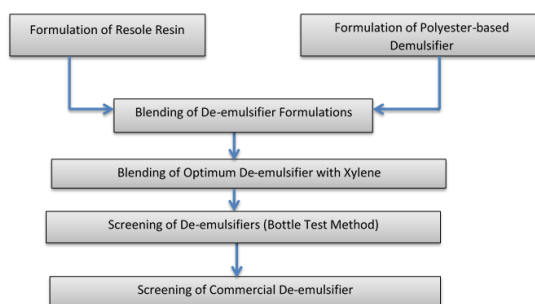 Formulation of Resole Resin
Formulation of Polyester-based
Demulsifier
Blending of De-emulsifier Formulations
Blending of Optimum De-emulsifier with Xylene
Screening of De-emulsifiers (Bottle Test Method)
Screening of Commercial De-emulsifier